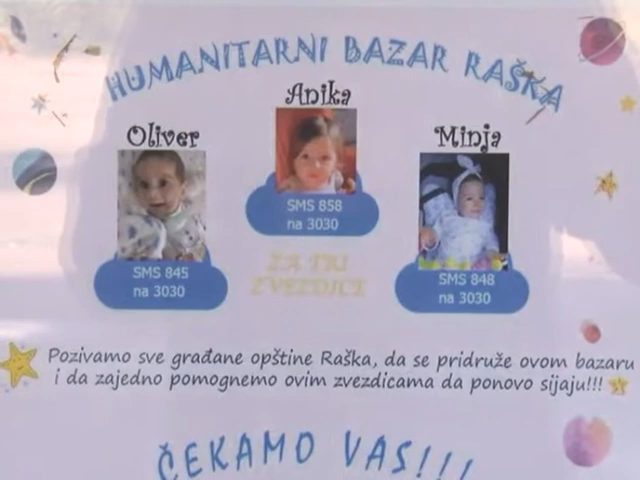 HUMANITARNI BAZAR RAŠKA
Anika
Oliver
Minja
SMS 858
na 3030
SMS 845
na 3030
SMS 848
na 3030
ZA TRI
ZVEZDICE
Pozivamo sve građane opštine Raška, da se pridruže ovom bazaru
i da zajedno pomognemo ovim zvezdicama da ponovo sijaju!!!
ČEKAMO VAS!!!